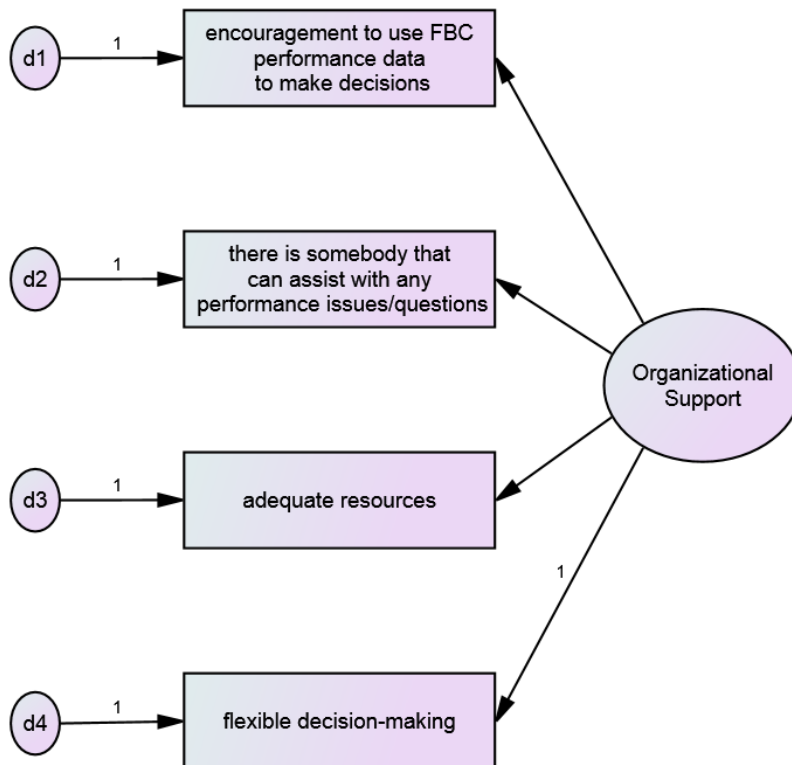 d1
1
encouragement to use FBC
performance data
to make decisions
d2
1
there is somebody that
can assist with any
performance issues/questions
Organizational
Support
d3
1
adequate resources
1
d4
1
flexible decision-making